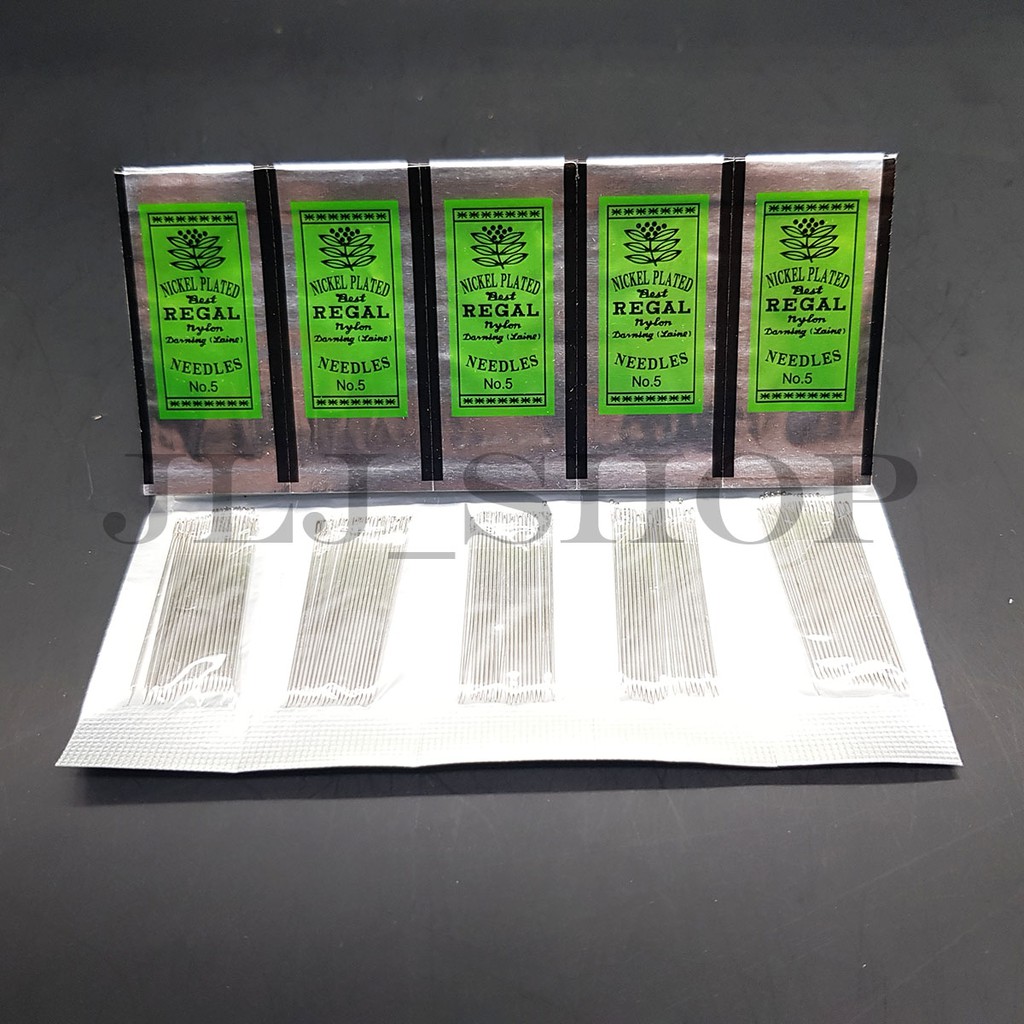 NICKEL PLATED
Best
REGAL
Nylon
Darning (Laine)
NEEDLES
No.5
NICKEL PLATED
Best
REGAL
Nylon
Darning (Laine)
NEEDLES
No.5
NICKEL PLATED
Best
REGAL
Nylon
Darning (Laine)
NEEDLES
No.5
NICKEL PLATED
Best
REGAL
Nylon
Darning (Laine)
NEEDLES
No.5
NICKEL PLATED
Best
REGAL
Nylon
Darning (Laine)
NEEDLES
No.5
JLJ_SHOP